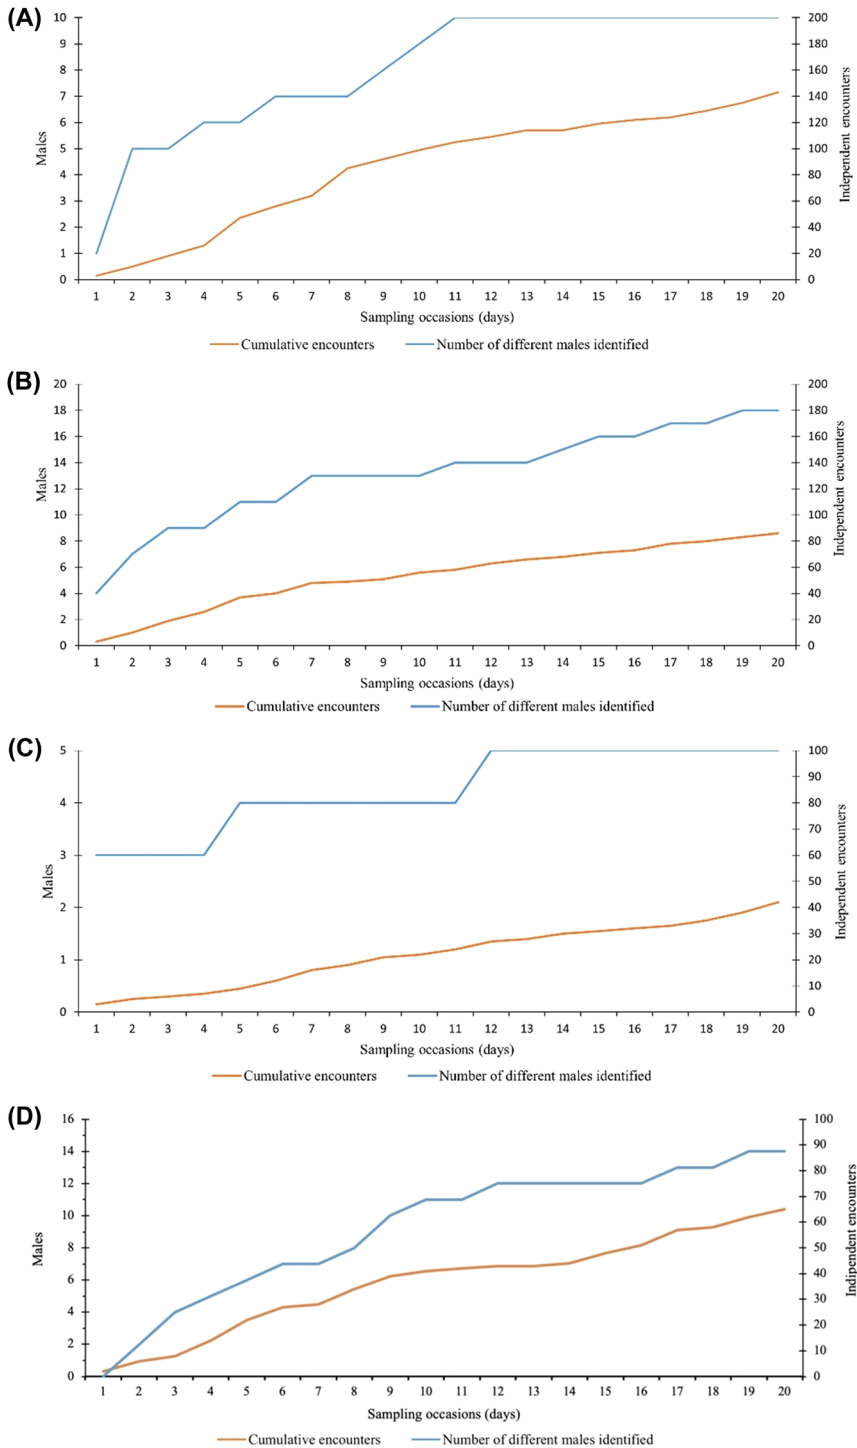 (A)
10 200
9 180
8 160
7 140
6 120
5 100
4 80
3 60
2 40
1 20
0 0
Males
Independent encounters
1 2 3 4 5 6 7 8 9 10 11 12 13 14 15 16 17 18 19 20
Sampling occasions (days)
Cumulative encounters Number of different males identified
(B)
20 200
18 180
16 160
14 140
12 120
10 100
8 80
6 60
4 40
2 20
0 0
Males
Independent encounters
1 2 3 4 5 6 7 8 9 10 11 12 13 14 15 16 17 18 19 20
Sampling occasions (days)
Cumulative encounters Number of different males identified
(C)
5 100
90
4 80
70
3 60
50
2 40
30
1 20
10
0 0
Males
Independent encounters
1 2 3 4 5 6 7 8 9 10 11 12 13 14 15 16 17 18 19 20
Sampling occasions (days)
Cumulative encounters Number of different males identified
(D)
16 100
14 90
12 80
10 70
8 60
6 50
4 40
2 30
0 20
10
0
Males
Indipendent encounters
1 2 3 4 5 6 7 8 9 10 11 12 13 14 15 16 17 18 19 20
Sampling occasions (days)
Cumulative encounters Number of different males identified